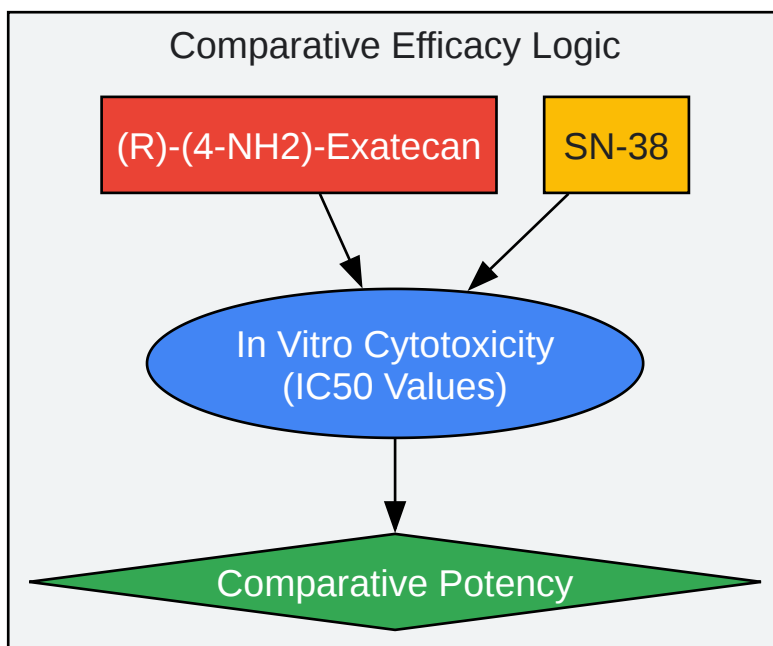 Comparative Efficacy Logic
(R)-(4-NH2)-Exatecan
SN-38
In Vitro Cytotoxicity
(IC50 Values)
Comparative Potency